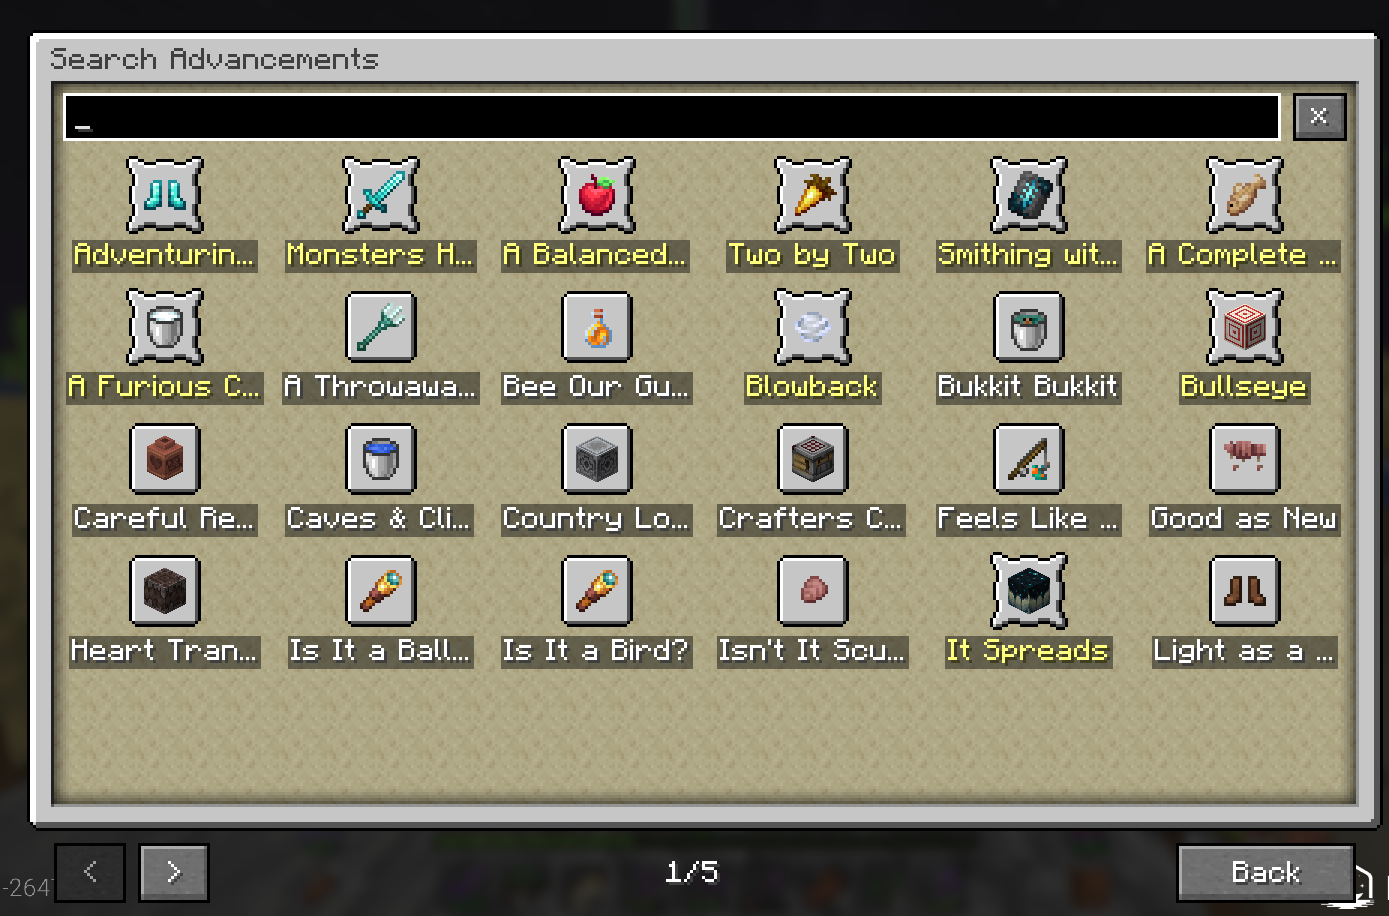 Search Advancements
_
x
Adventurin... Monsters H... A Balanced... Two by Two Smithing wit... A Complete ...
A Furious C... A Throwawa... Bee Our Gu... Blowback Bukkit Bukkit Bullseye
Careful Re... Caves & Cli... Country Lo... Crafters C... Feels Like ... Good as New
Heart Tran... Is It a Ball... Is It a Bird? Isn't It Scu... It Spreads Light as a ...
< > 1/5 Back
-264